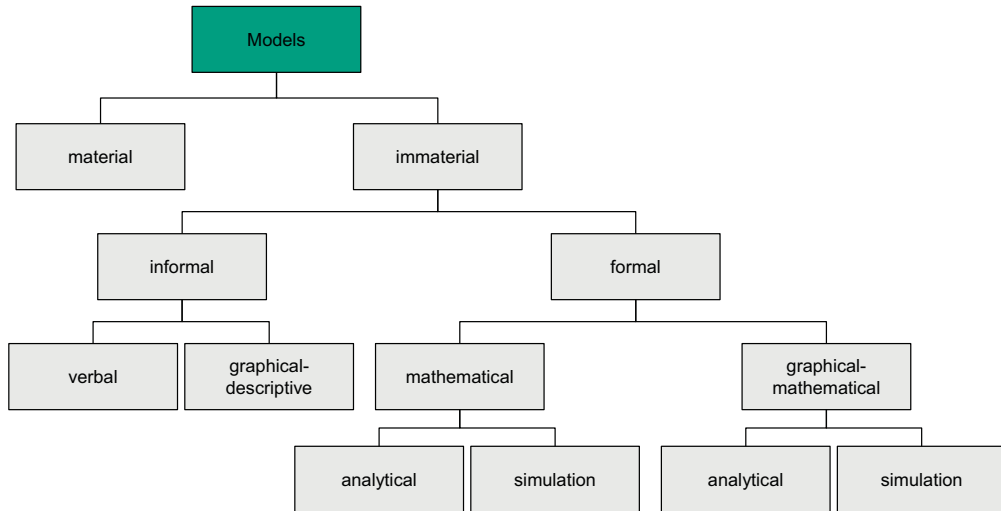 Models
material
immaterial
informal
formal
verbal
graphical-
descriptive
mathematical
graphical-
mathematical
analytical
simulation
analytical
simulation